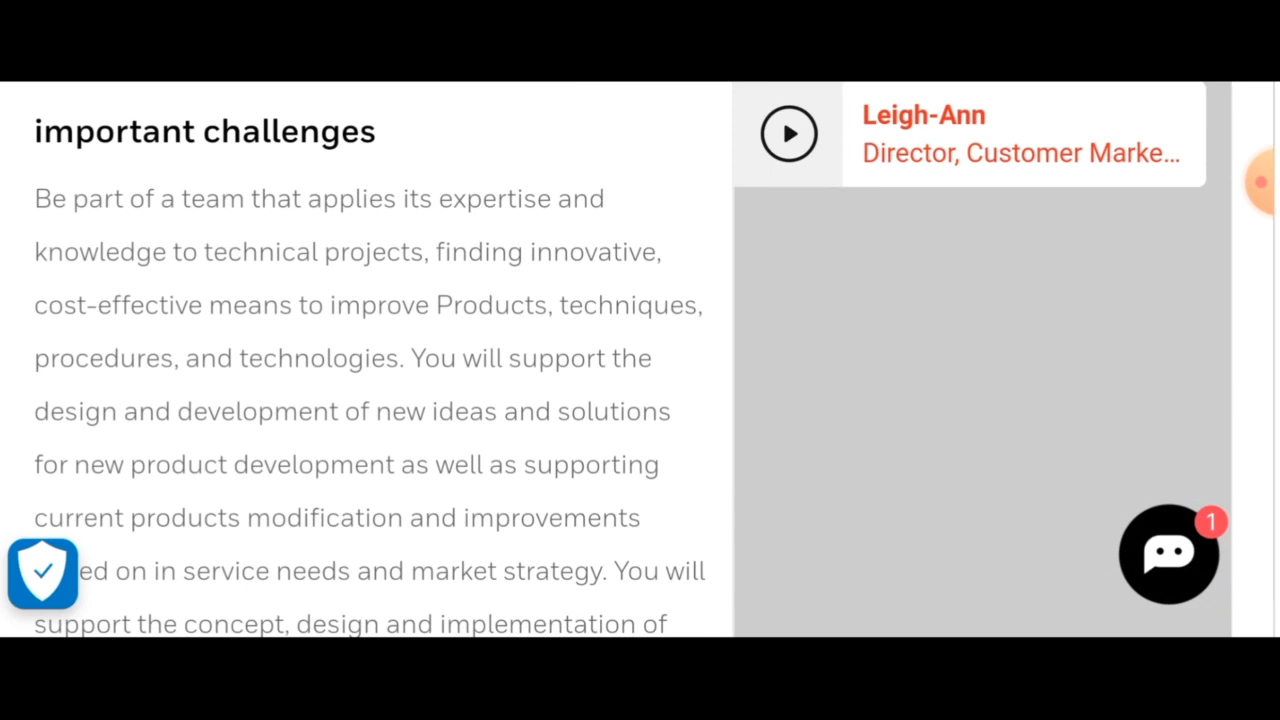 important challenges
Be part of a team that applies its expertise and
knowledge to technical projects, finding innovative,
cost-effective means to improve Products, techniques,
procedures, and technologies. You will support the
design and development of new ideas and solutions
for new product development as well as supporting
current products modification and improvements
ed on in service needs and market strategy. You will
support the concept, design and implementation of
Leigh-Ann
Director, Customer Marke...
1